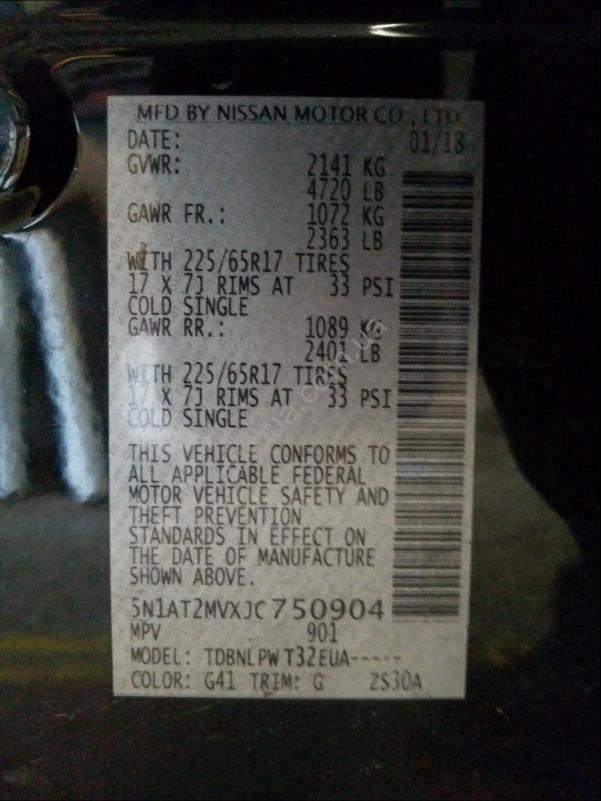 MFD BY NISSAN MOTOR CO., LTD.
DATE: 01/18
GVWR: 2141 KG
4720 LB
GAWR FR.: 1072 KG
2363 LB
WITH 225/65R17 TIRES
17 X 7J RIMS AT 33 PSI
COLD SINGLE
GAWR RR.: 1089 KG
2401 LB
WITH 225/65R17 TIRES
17 X 7J RIMS AT 33 PSI
COLD SINGLE
THIS VEHICLE CONFORMS TO
ALL APPLICABLE FEDERAL
MOTOR VEHICLE SAFETY AND
THEFT PREVENTION
STANDARDS IN EFFECT ON
THE DATE OF MANUFACTURE
SHOWN ABOVE.
5N1AT2MVXJC750904
MPV 901
MODEL: TDBNLPW T32EUA-----
COLOR: G41 TRIM: G ZS30A